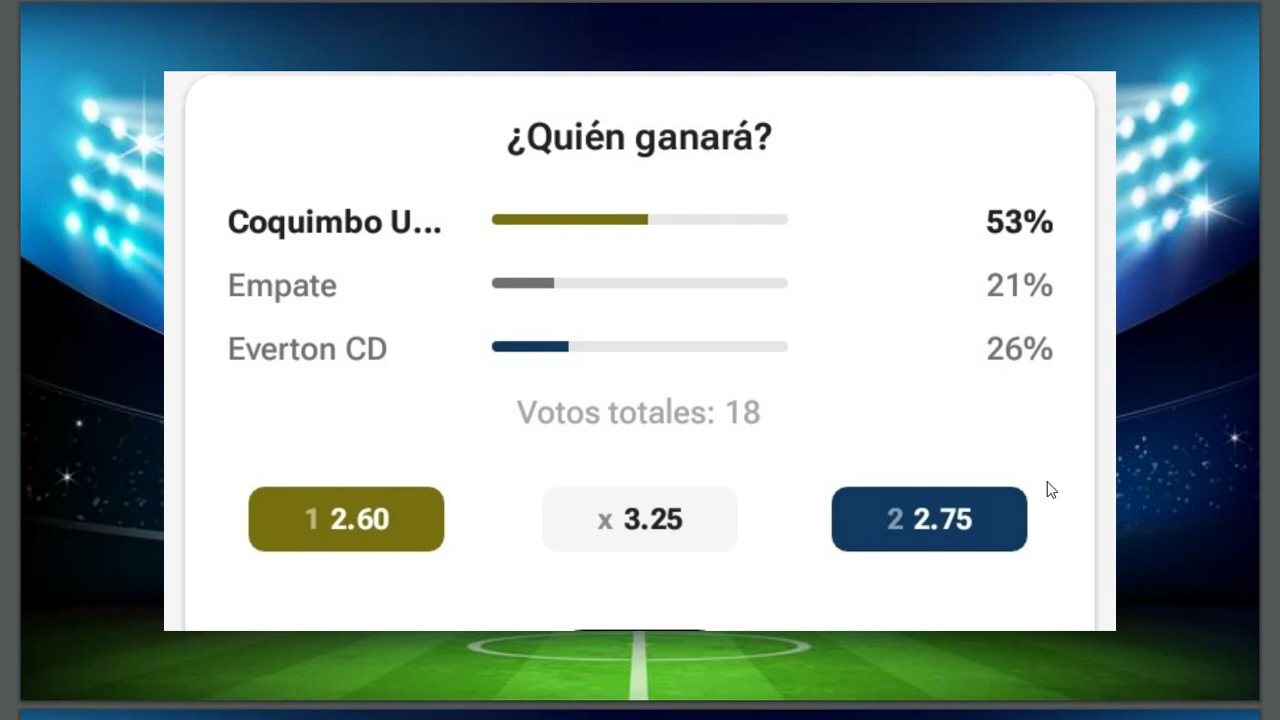 ¿Quién ganará?
Coquimbo U... 53%
Empate 21%
Everton CD 26%
Votos totales: 18
1 2.60 x 3.25 2 2.75